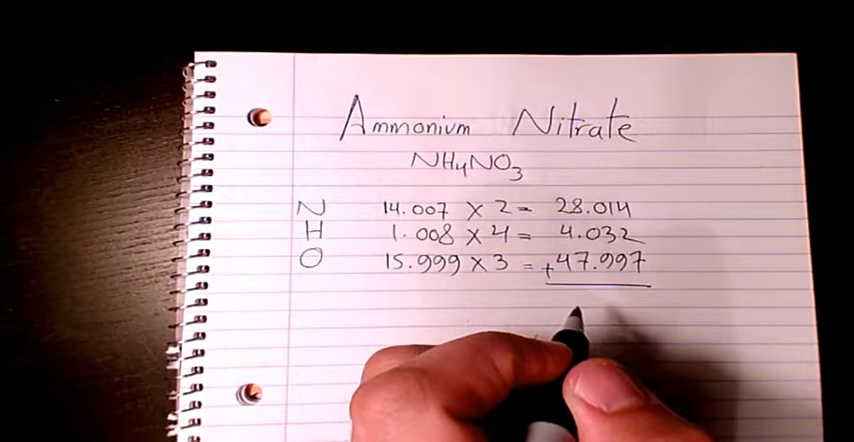 Ammonium Nitrate
NH₄NO₃
N 14.007 X 2 = 28.014
H 1.008 X 4 = 4.032
O 15.999 X 3 = +47.997